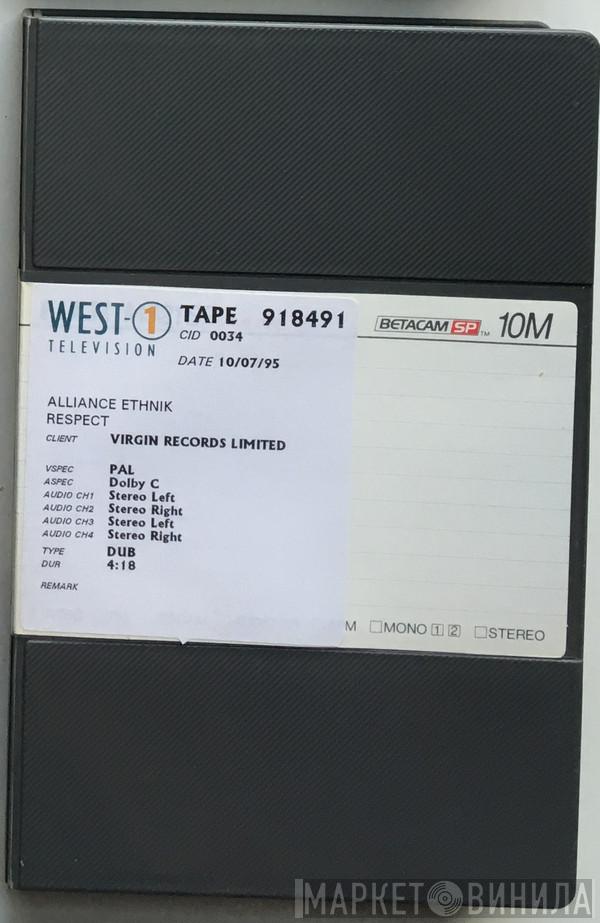 WEST-1 TAPE 918491
TELEVISION
CID 0034
DATE 10/07/95
BETACAM SP TM 10M
ALLIANCE ETHNIK
RESPECT
CLIENT VIRGIN RECORDS LIMITED
VSPEC PAL
ASPEC Dolby C
AUDIO CH1 Stereo Left
AUDIO CH2 Stereo Right
AUDIO CH3 Stereo Left
AUDIO CH4 Stereo Right
TYPE DUB
DUR 4:18
REMARK
M MONO 1 2 STEREO
МАРКЕТ ВИНИЛА